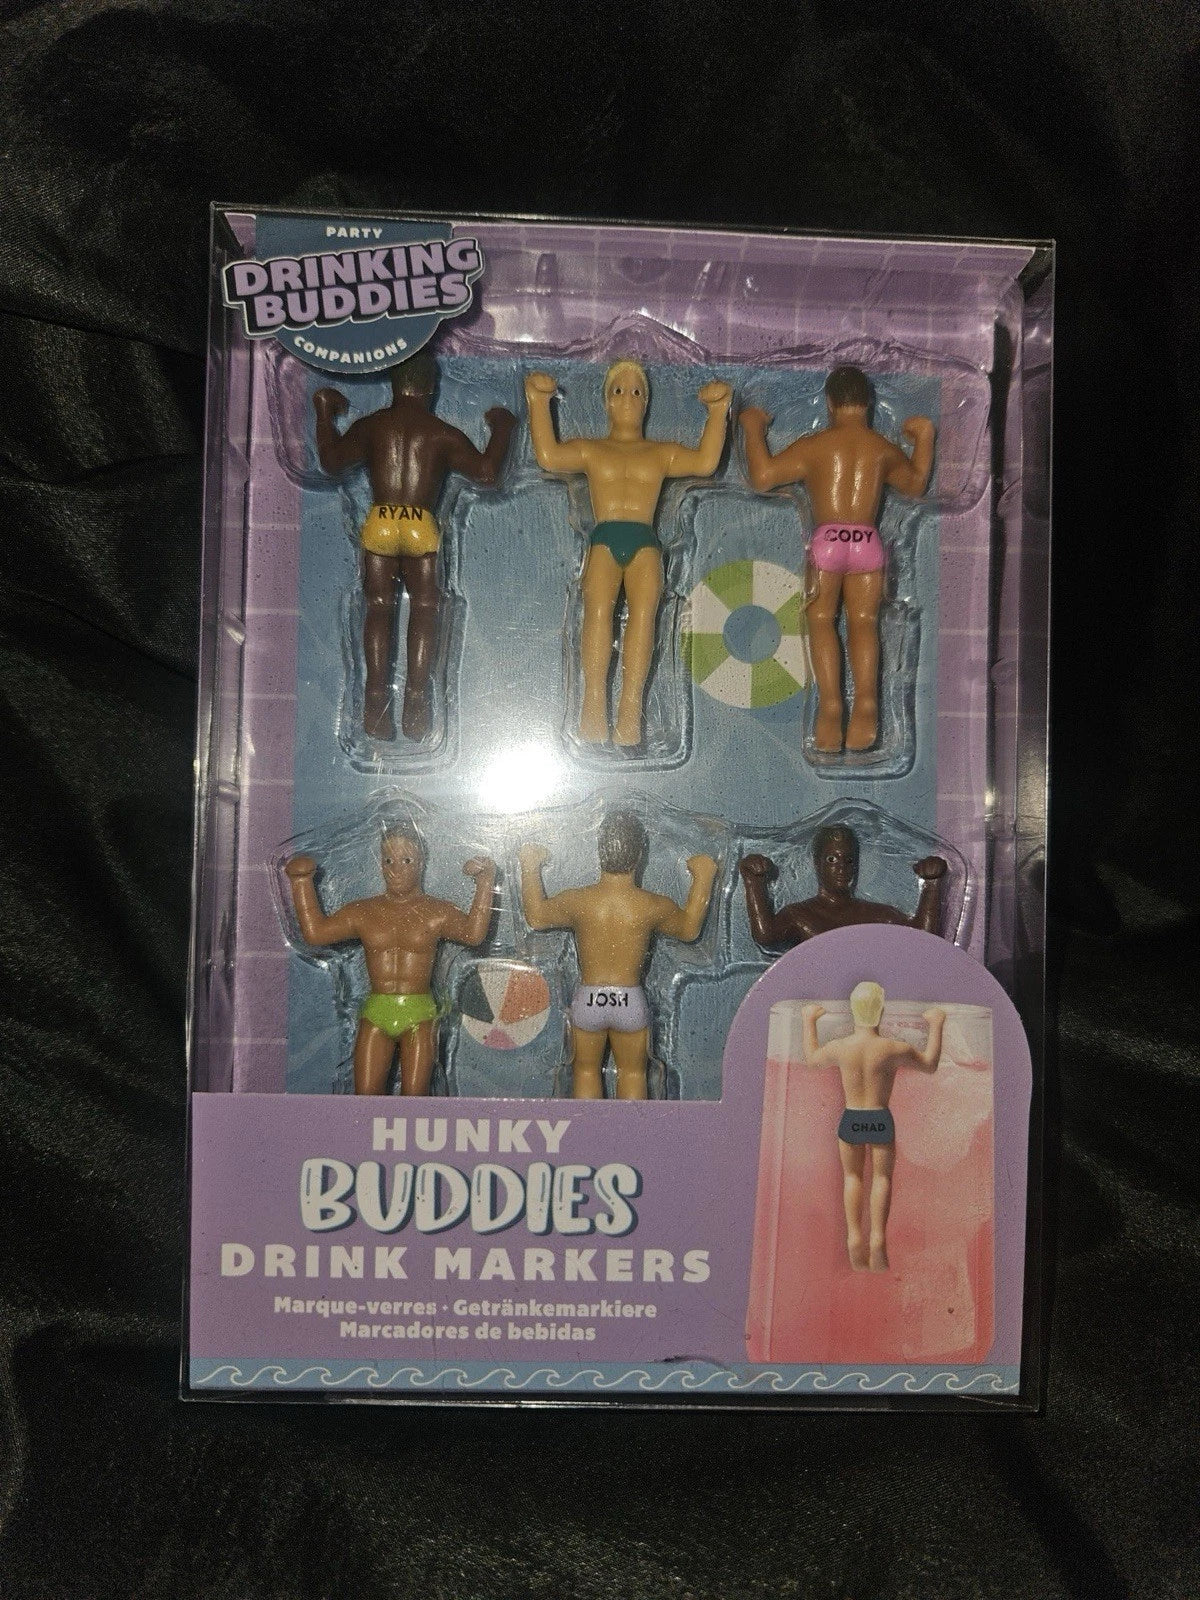 PARTY
DRINKING
BUDDIES
COMPANIONS
RYAN
CODY
JOSH
CHAD
HUNKY
BUDDIES
DRINK MARKERS
Marque-verres • Getränkemarkiere
Marcadores de bebidas